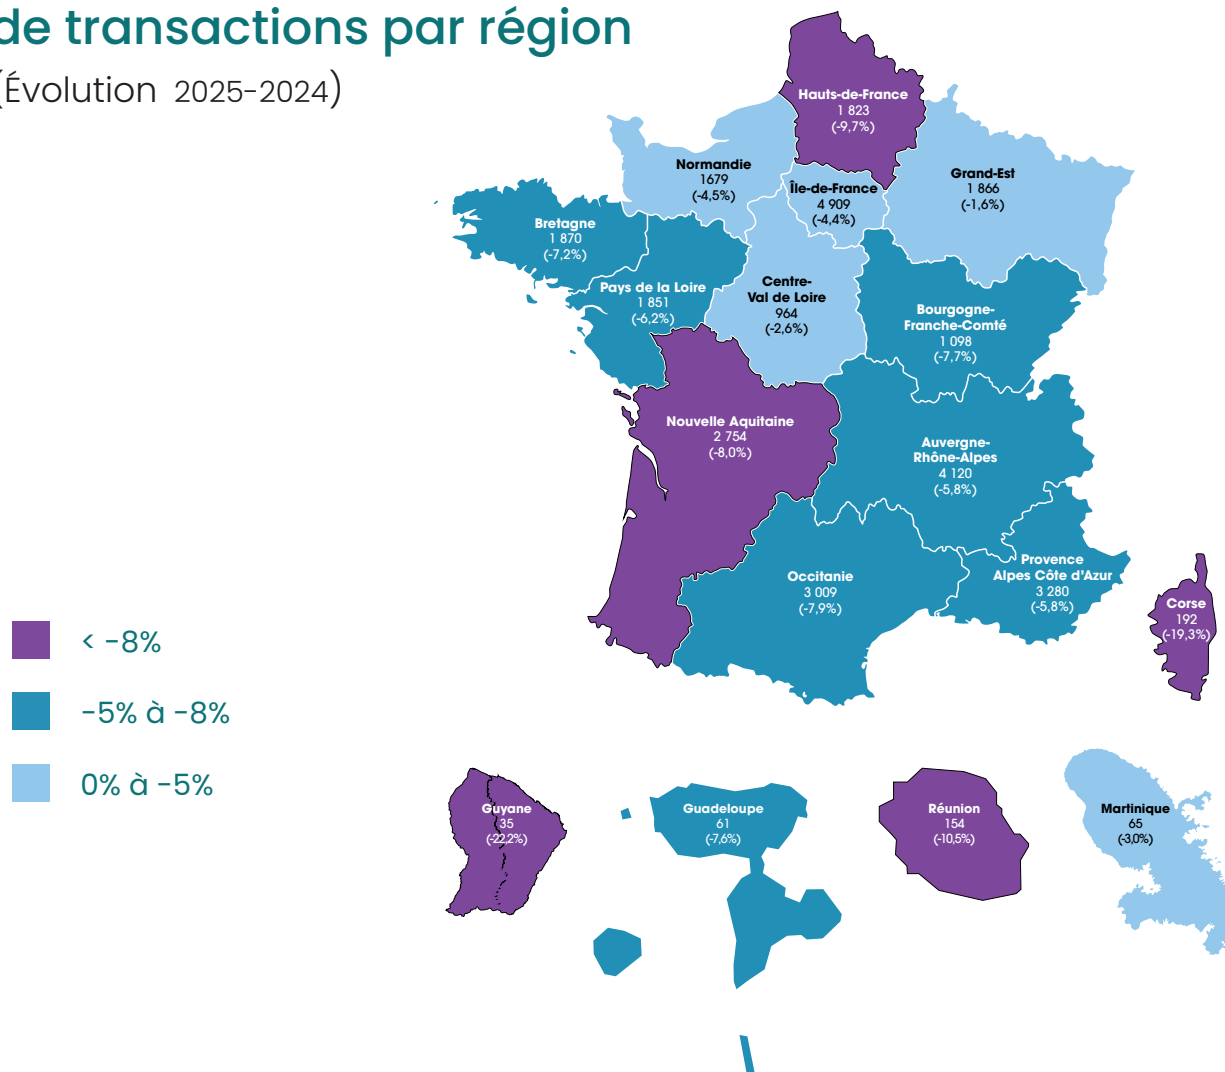 de transactions par région
(Évolution 2025-2024)
Hauts-de-France
1 823
(-9,7%)
Normandie
1679
(-4,5%)
Île-de-France
4 909
(-4,4%)
Grand-Est
1 866
(-1,6%)
Bretagne
1 870
(-7,2%)
Pays de la Loire
1 851
(-6,2%)
Centre-
Val de Loire
964
(-2,6%)
Bourgogne-
Franche-Comté
1 098
(-7,7%)
Nouvelle Aquitaine
2 754
(-8,0%)
Auvergne-
Rhône-Alpes
4 120
(-5,8%)
Occitanie
3 009
(-7,9%)
Provence
Alpes Côte d'Azur
3 280
(-5,8%)
Corse
192
(-19,3%)
< -8%
-5% à -8%
0% à -5%
Guyane
35
(-22,2%)
Guadeloupe
61
(-7,6%)
Réunion
154
(-10,5%)
Martinique
65
(-3,0%)